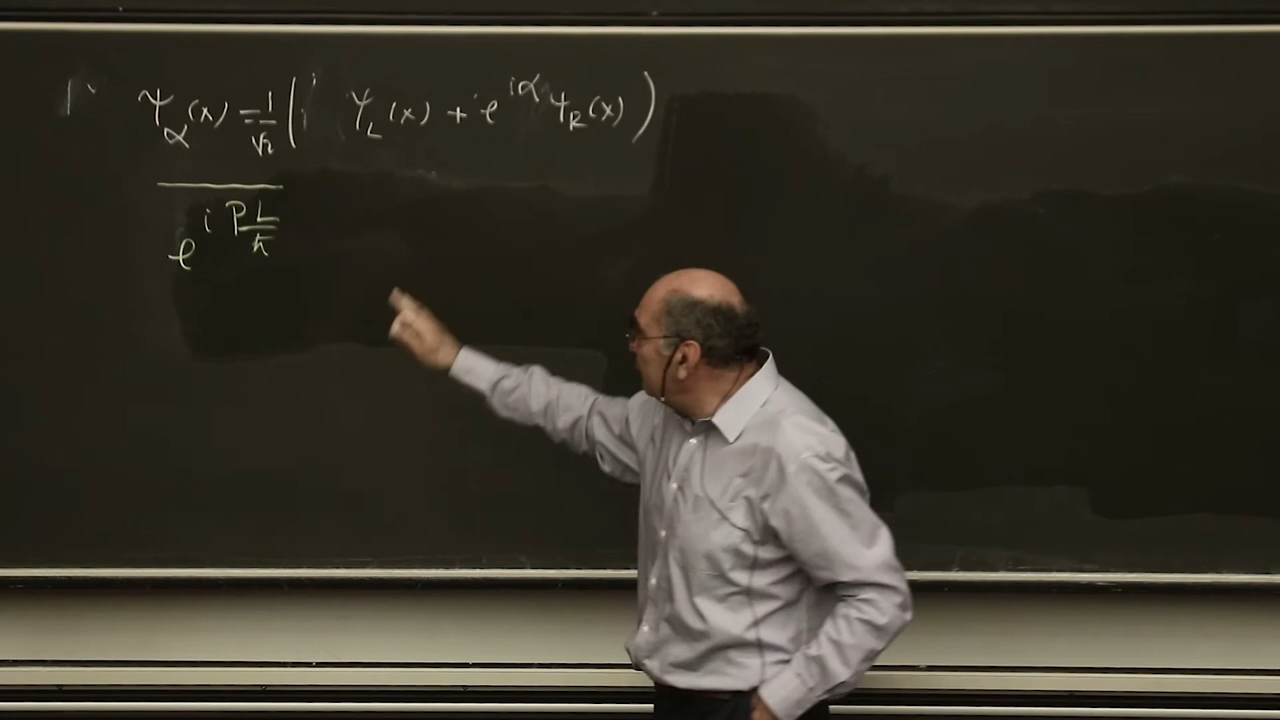 ψ_α(x) = 1/√2 ( ψ_L(x) + e^{iα} ψ_R(x) )
e^{i PL/ħ}